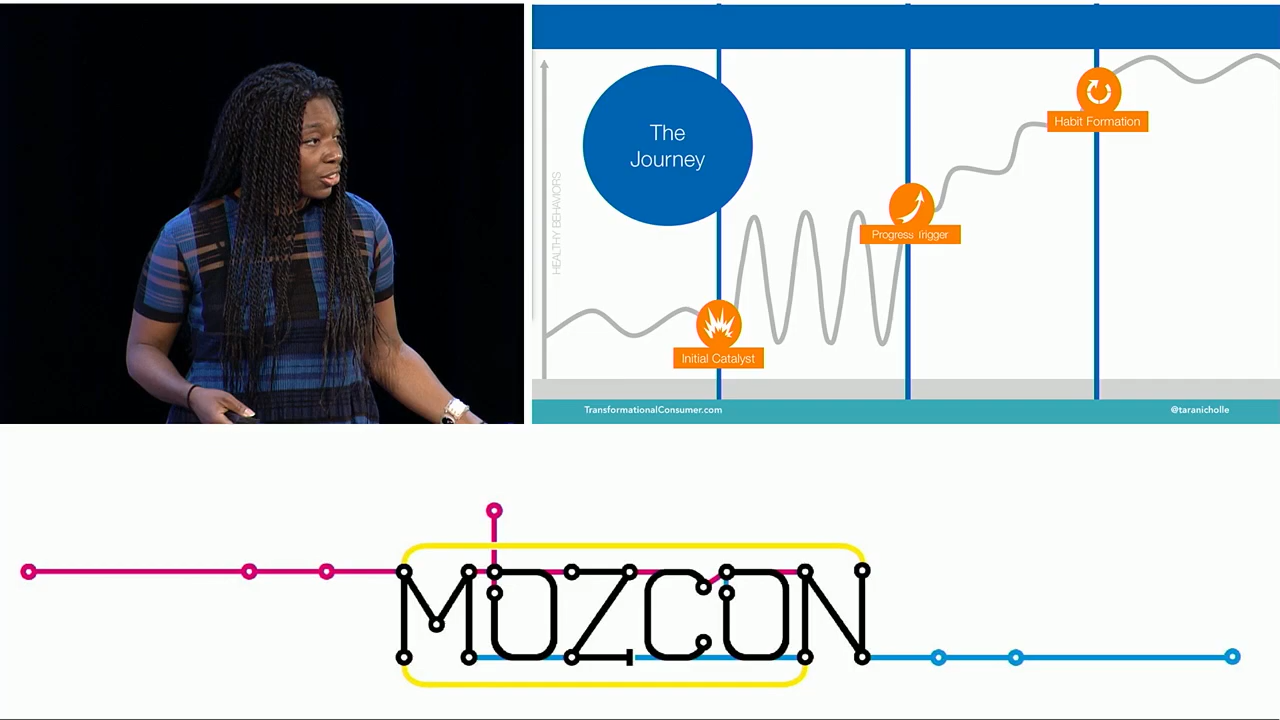 The
Journey
HEALTHY BEHAVIORS
Initial Catalyst
Progress Trigger
Habit Formation
TransformationalConsumer.com
@taranicholle
MOZCON